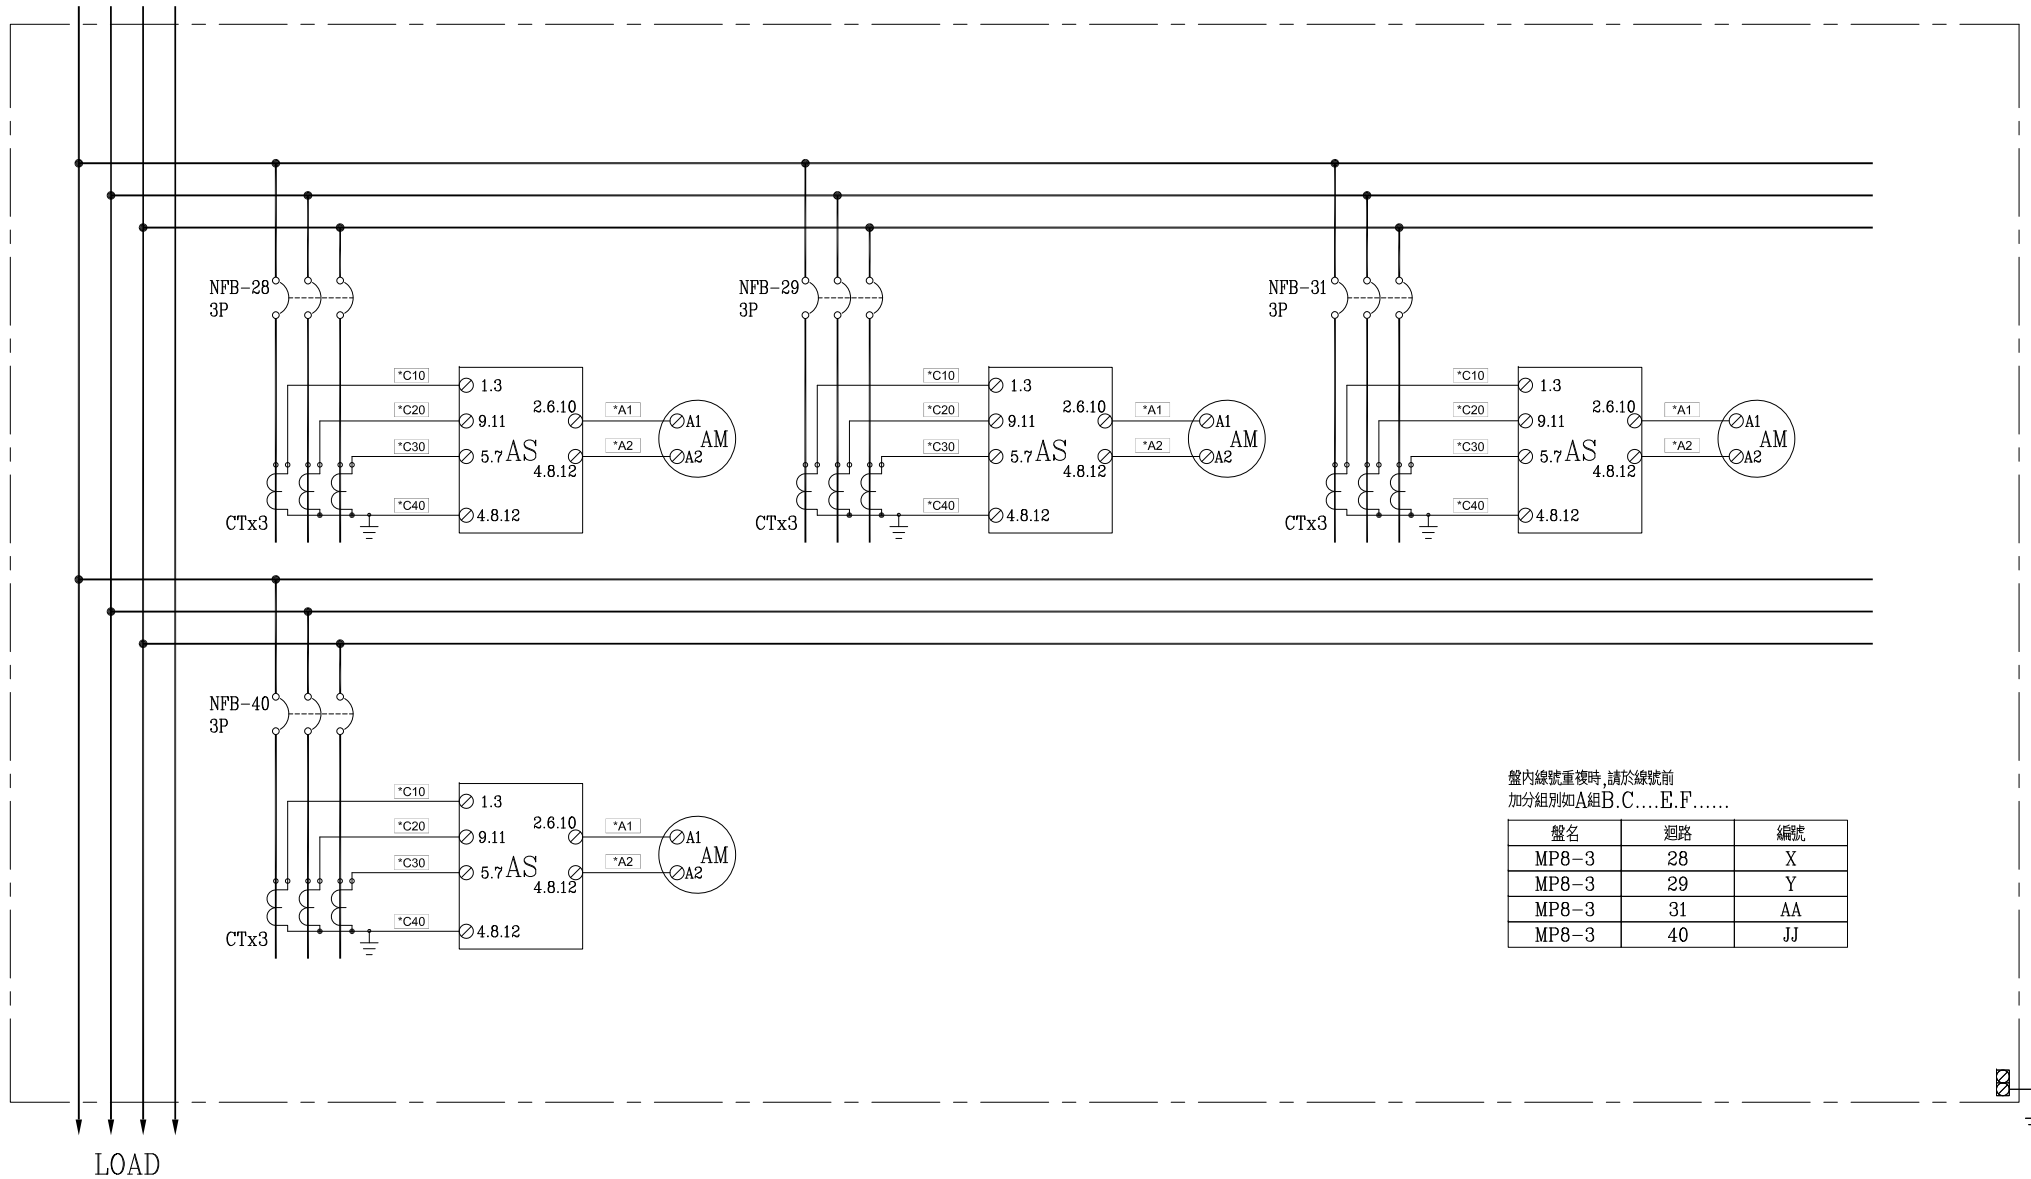 NFB-28
3P
*C10
*C20
*C30
*C40
1.3
9.11
5.7
4.8.12
AS
2.6.10
4.8.12
*A1
*A2
A1
A2
AM
CTx3
NFB-29
3P
*C10
*C20
*C30
*C40
1.3
9.11
5.7
4.8.12
AS
2.6.10
4.8.12
*A1
*A2
A1
A2
AM
CTx3
NFB-31
3P
*C10
*C20
*C30
*C40
1.3
9.11
5.7
4.8.12
AS
2.6.10
4.8.12
*A1
*A2
A1
A2
AM
CTx3
NFB-40
3P
*C10
*C20
*C30
*C40
1.3
9.11
5.7
4.8.12
AS
2.6.10
4.8.12
*A1
*A2
A1
A2
AM
CTx3
盤內線號重複時,請於線號前
加分組別如A組B.C....E.F......
盤名 迴路 編號
MP8-3 28 X
MP8-3 29 Y
MP8-3 31 AA
MP8-3 40 JJ
LOAD